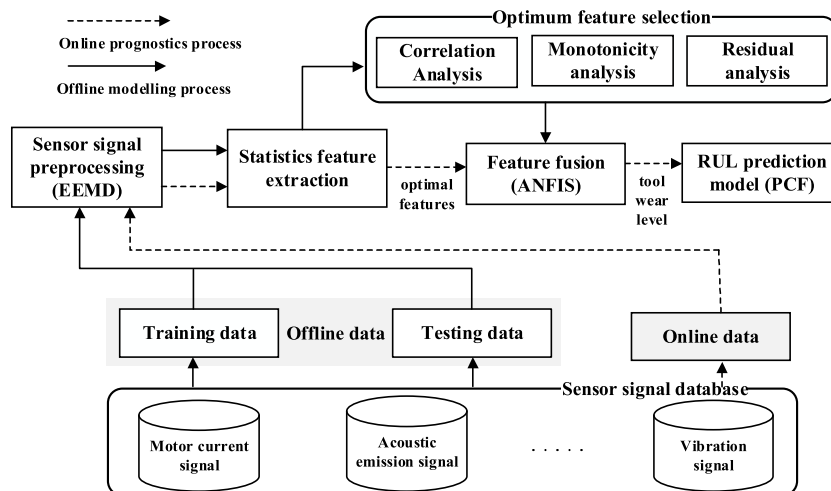 Online prognostics process
Offline modelling process
Optimum feature selection
Correlation
Analysis
Monotonicity
analysis
Residual
analysis
Sensor signal
preprocessing
(EEMD)
Statistics feature
extraction
optimal
features
Feature fusion
(ANFIS)
tool
wear
level
RUL prediction
model (PCF)
Training data
Offline data
Testing data
Online data
Sensor signal database
Motor current
signal
Acoustic
emission signal
. . . . .
Vibration
signal